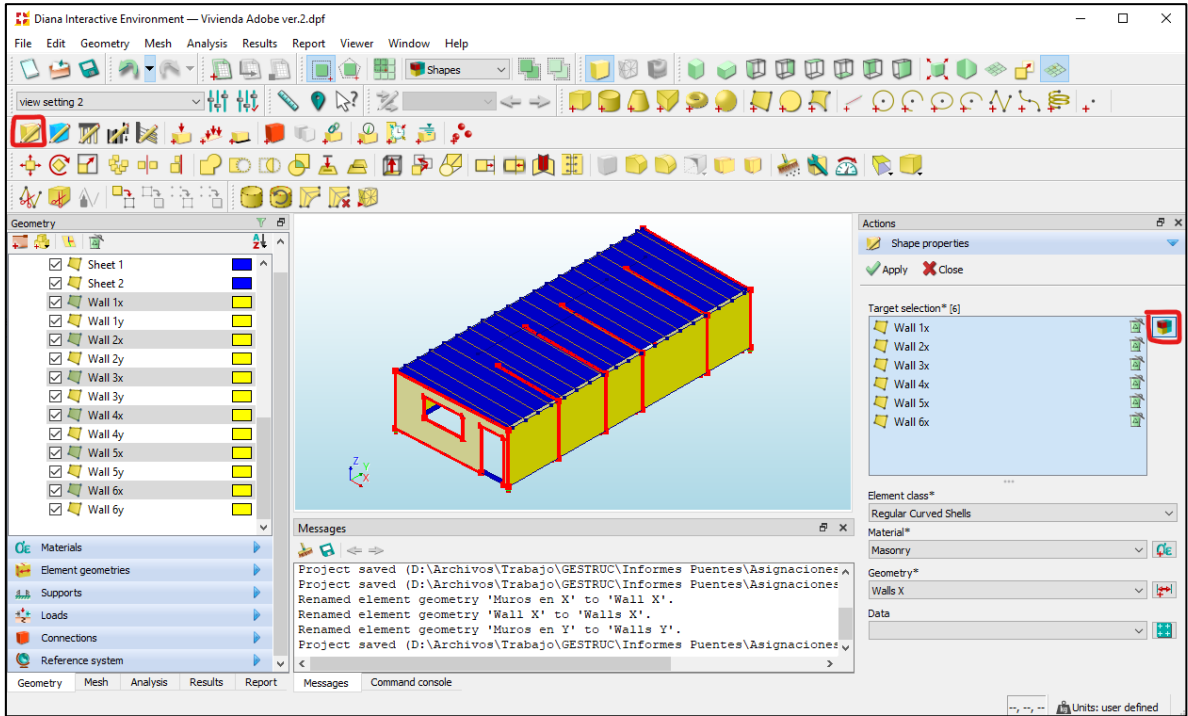 Diana Interactive Environment — Vivienda Adobe ver.2.dpf
File Edit Geometry Mesh Analysis Results Report Viewer Window Help
Shapes
view setting 2
Geometry
Sheet 1
Sheet 2
Wall 1x
Wall 1y
Wall 2x
Wall 2y
Wall 3x
Wall 3y
Wall 4x
Wall 4y
Wall 5x
Wall 5y
Wall 6x
Wall 6y
Materials
Element geometries
Supports
Loads
Connections
Reference system
Geometry Mesh Analysis Results Report
Z Y
X
Messages
Project saved (D:\Archivos\Trabajo\GESTRUC\Informes Puentes\Asignaciones
Project saved (D:\Archivos\Trabajo\GESTRUC\Informes Puentes\Asignaciones
Renamed element geometry 'Muros en X' to 'Wall X'.
Renamed element geometry 'Wall X' to 'Walls X'.
Renamed element geometry 'Muros en Y' to 'Walls Y'.
Project saved (D:\Archivos\Trabajo\GESTRUC\Informes Puentes\Asignaciones
Messages Command console
Actions
Shape properties
Apply Close
Target selection* [6]
Wall 1x
Wall 2x
Wall 3x
Wall 4x
Wall 5x
Wall 6x
Element class*
Regular Curved Shells
Material*
Masonry
Geometry*
Walls X
Data
--, --, -- Units: user defined